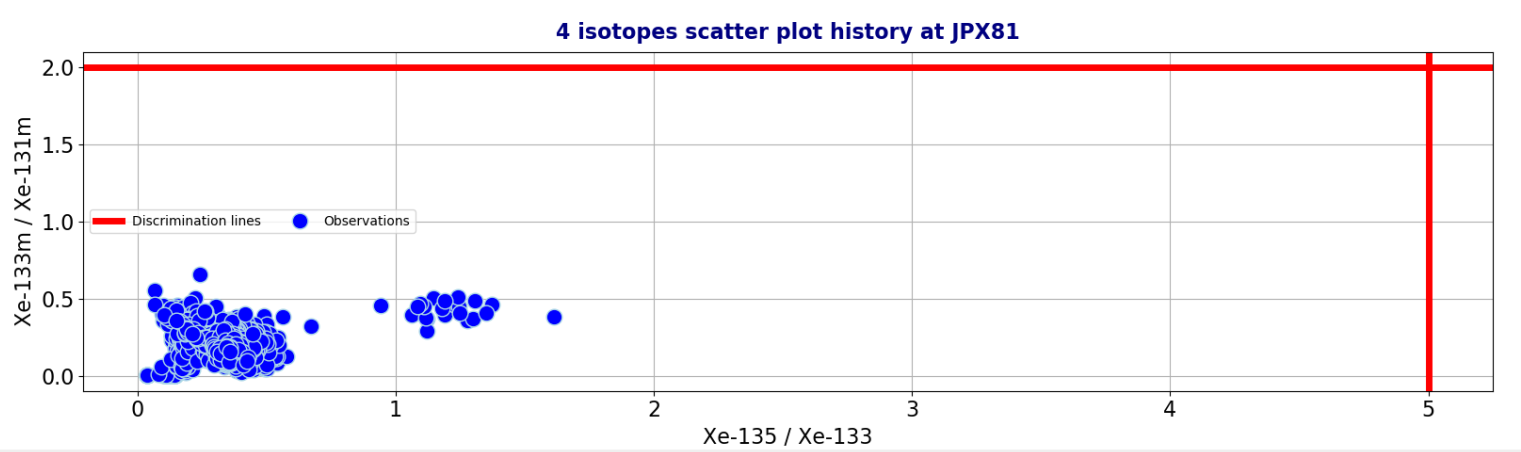 4 isotopes scatter plot history at JPX81
2.0
1.5
1.0
0.5
0.0
Xe-133m / Xe-131m
Discrimination lines
Observations
0 1 2 3 4 5
Xe-135 / Xe-133